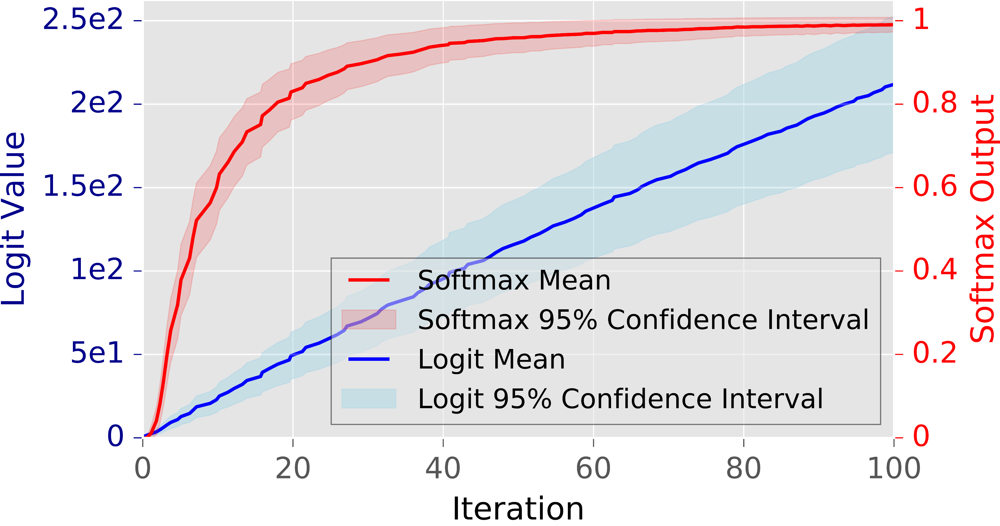 Logit Value
2.5e2
2e2
1.5e2
1e2
5e1
0
1
0.8
0.6
0.4
0.2
0
Softmax Output
Softmax Mean
Softmax 95% Confidence Interval
Logit Mean
Logit 95% Confidence Interval
0 20 40 60 80 100
Iteration